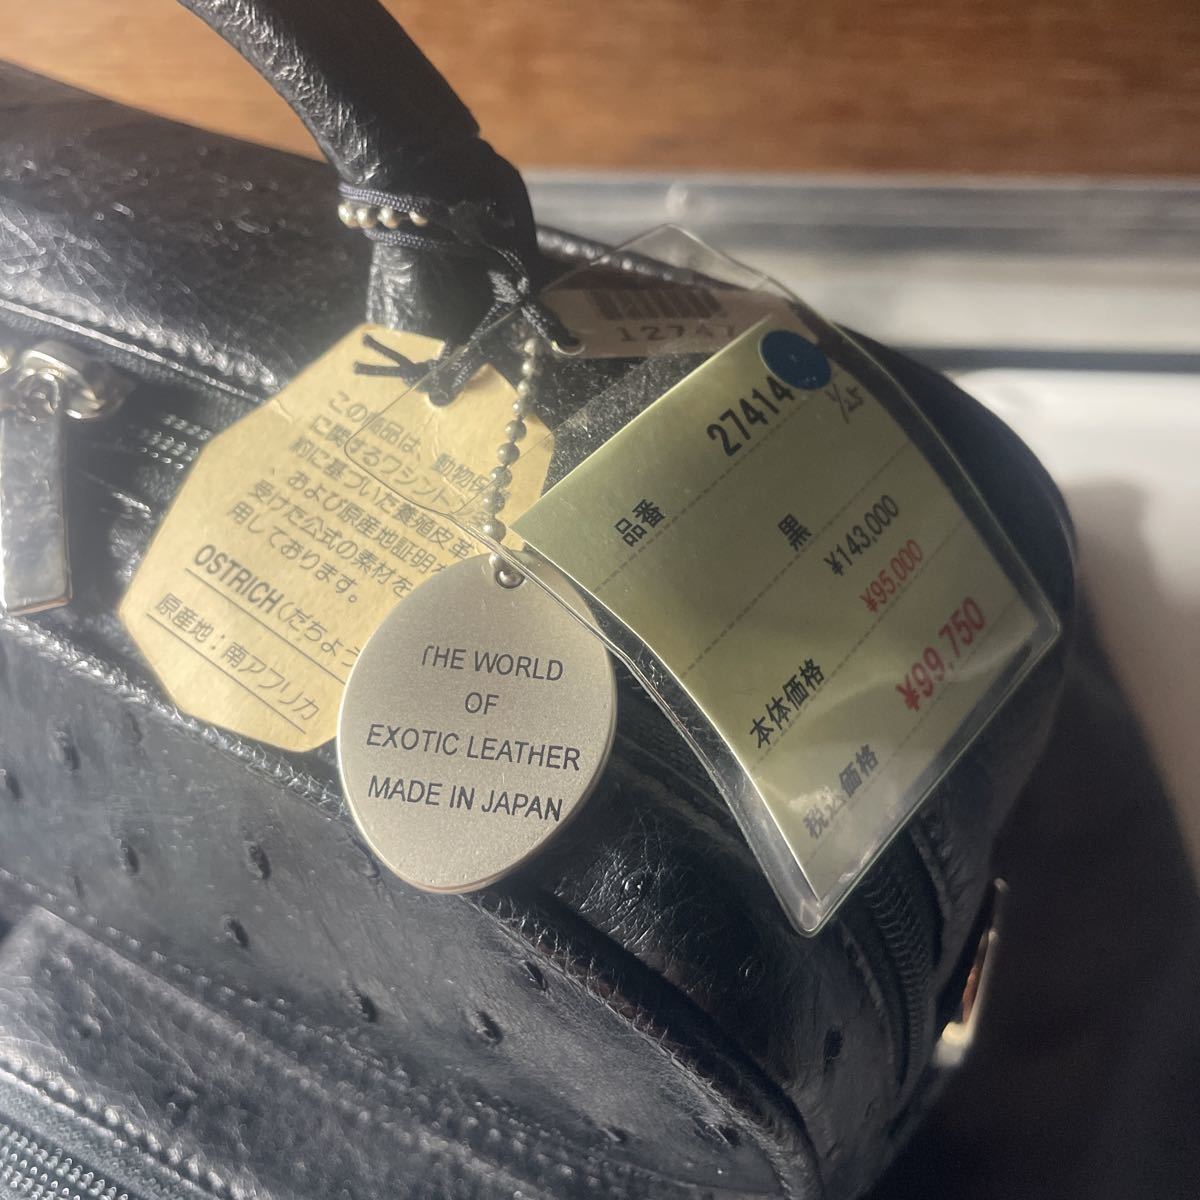 この商品は、動物保
に関するワシント
約に基づいた養殖皮革
および原産地証明
受けた公式の素材を
用しております。
OSTRICH(だちょう
原産地:南アフリカ
THE WORLD
OF
EXOTIC LEATHER
MADE IN JAPAN
12747
品番 27414
1/25
黒
¥143,000
本体価格 ¥95,000
税込価格 ¥99,750